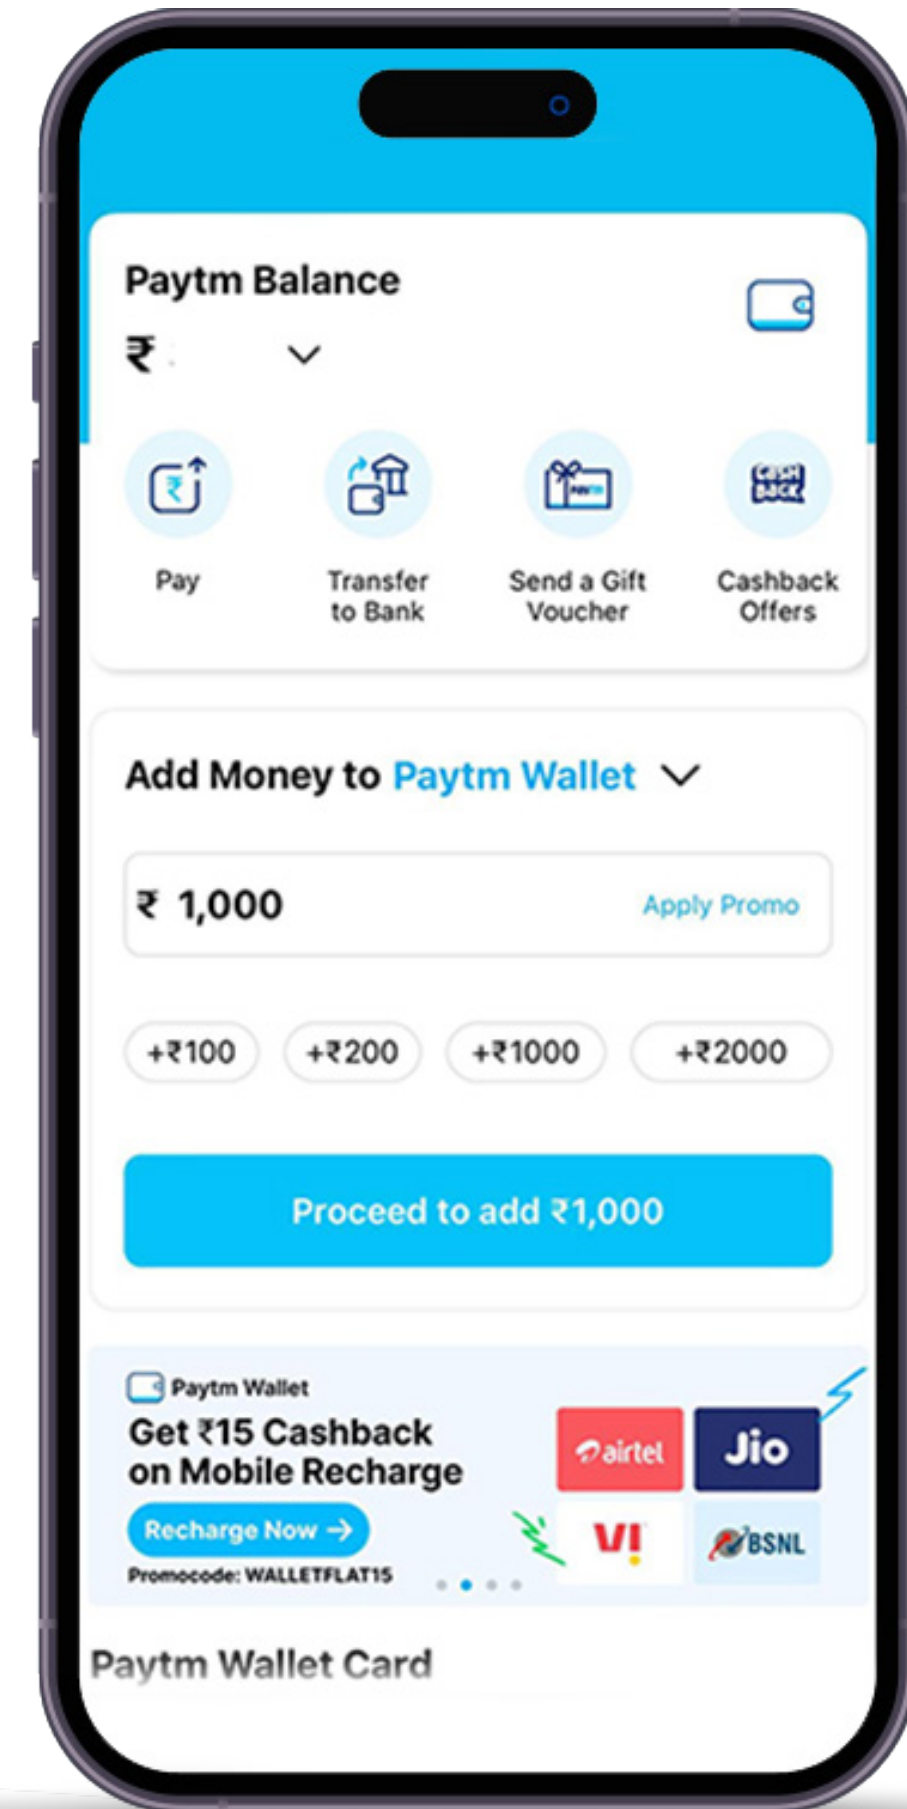 Paytm Balance
₹
CASH
BACK
Pay
Transfer
to Bank
Send a Gift
Voucher
Cashback
Offers
Add Money to Paytm Wallet
₹ 1,000
Apply Promo
+₹100
+₹200
+₹1000
+₹2000
Proceed to add ₹1,000
Paytm Wallet
Get ₹15 Cashback
on Mobile Recharge
Recharge Now →
Promocode: WALLETFLAT15
airtel
Jio
VI
BSNL
Paytm Wallet Card